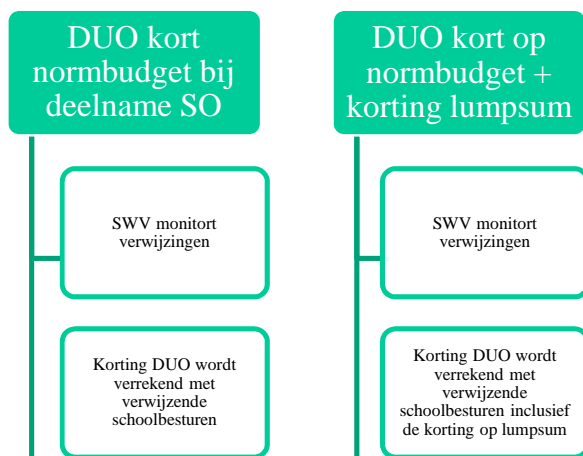 DUO kort
normbudget bij
deelname SO
SWV monitort
verwijzingen
Korting DUO wordt
verrekend met
verwijzende
schoolbesturen
DUO kort op
normbudget +
korting lumpsum
SWV monitort
verwijzingen
Korting DUO wordt
verrekend met
verwijzende
schoolbesturen inclusief
de korting op lumpsum